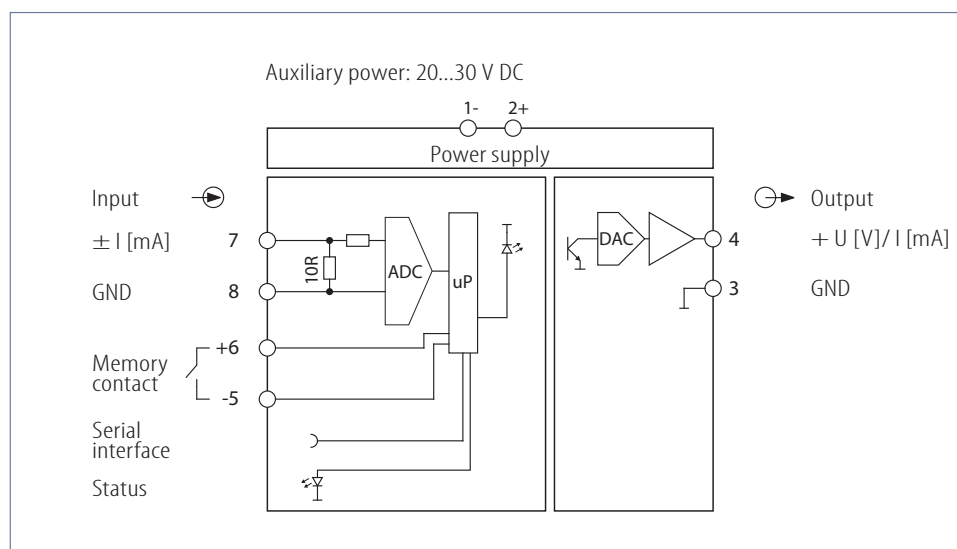 Auxiliary power: 20...30 V DC
1-
2+
Power supply
Input
Output
± I [mA]
7
10R
ADC
uP
DAC
4
+ U [V]/ I [mA]
GND
8
3
GND
Memory
contact
+6
-5
Serial
interface
Status